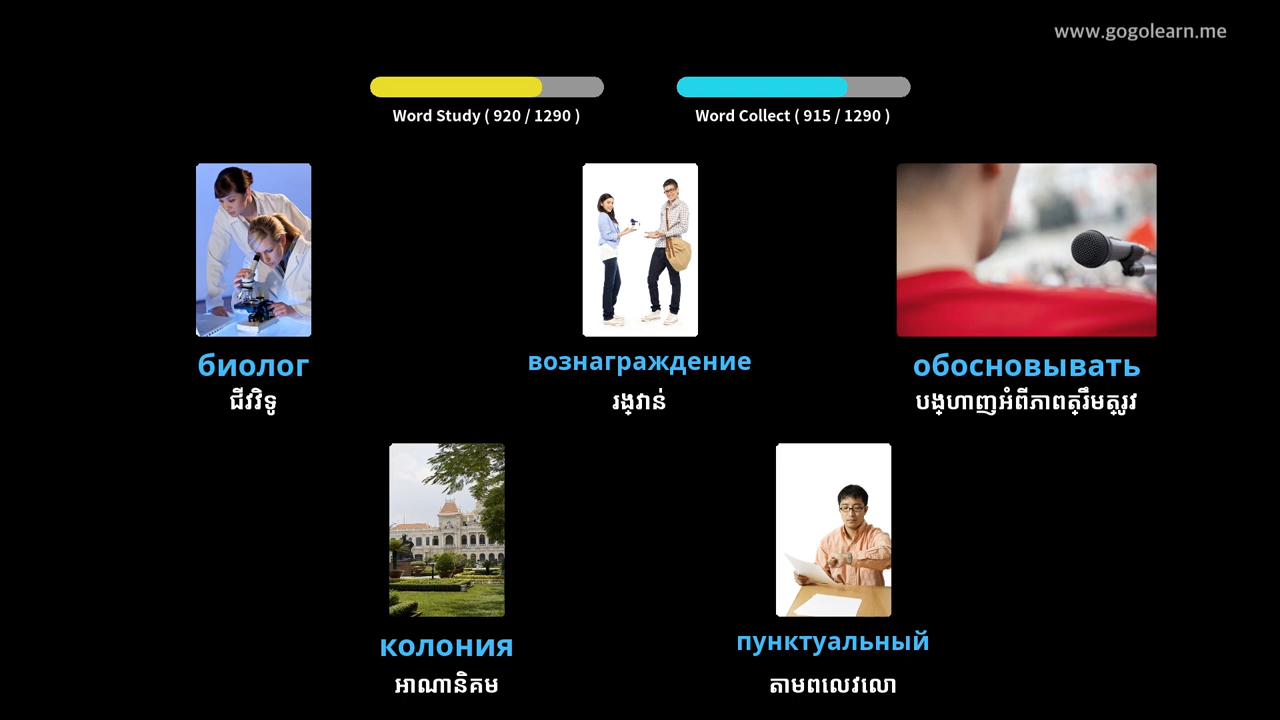 www.gogolearn.me
Word Study ( 920 / 1290 )
Word Collect ( 915 / 1290 )
биолог
ជីវវិទូ
вознаграждение
រង្វាន់
обосновывать
បង្ហាញអំពីភាពត្រឹមត្រូវ
колония
អាណានិគម
пунктуальный
តាមពលេវលោ